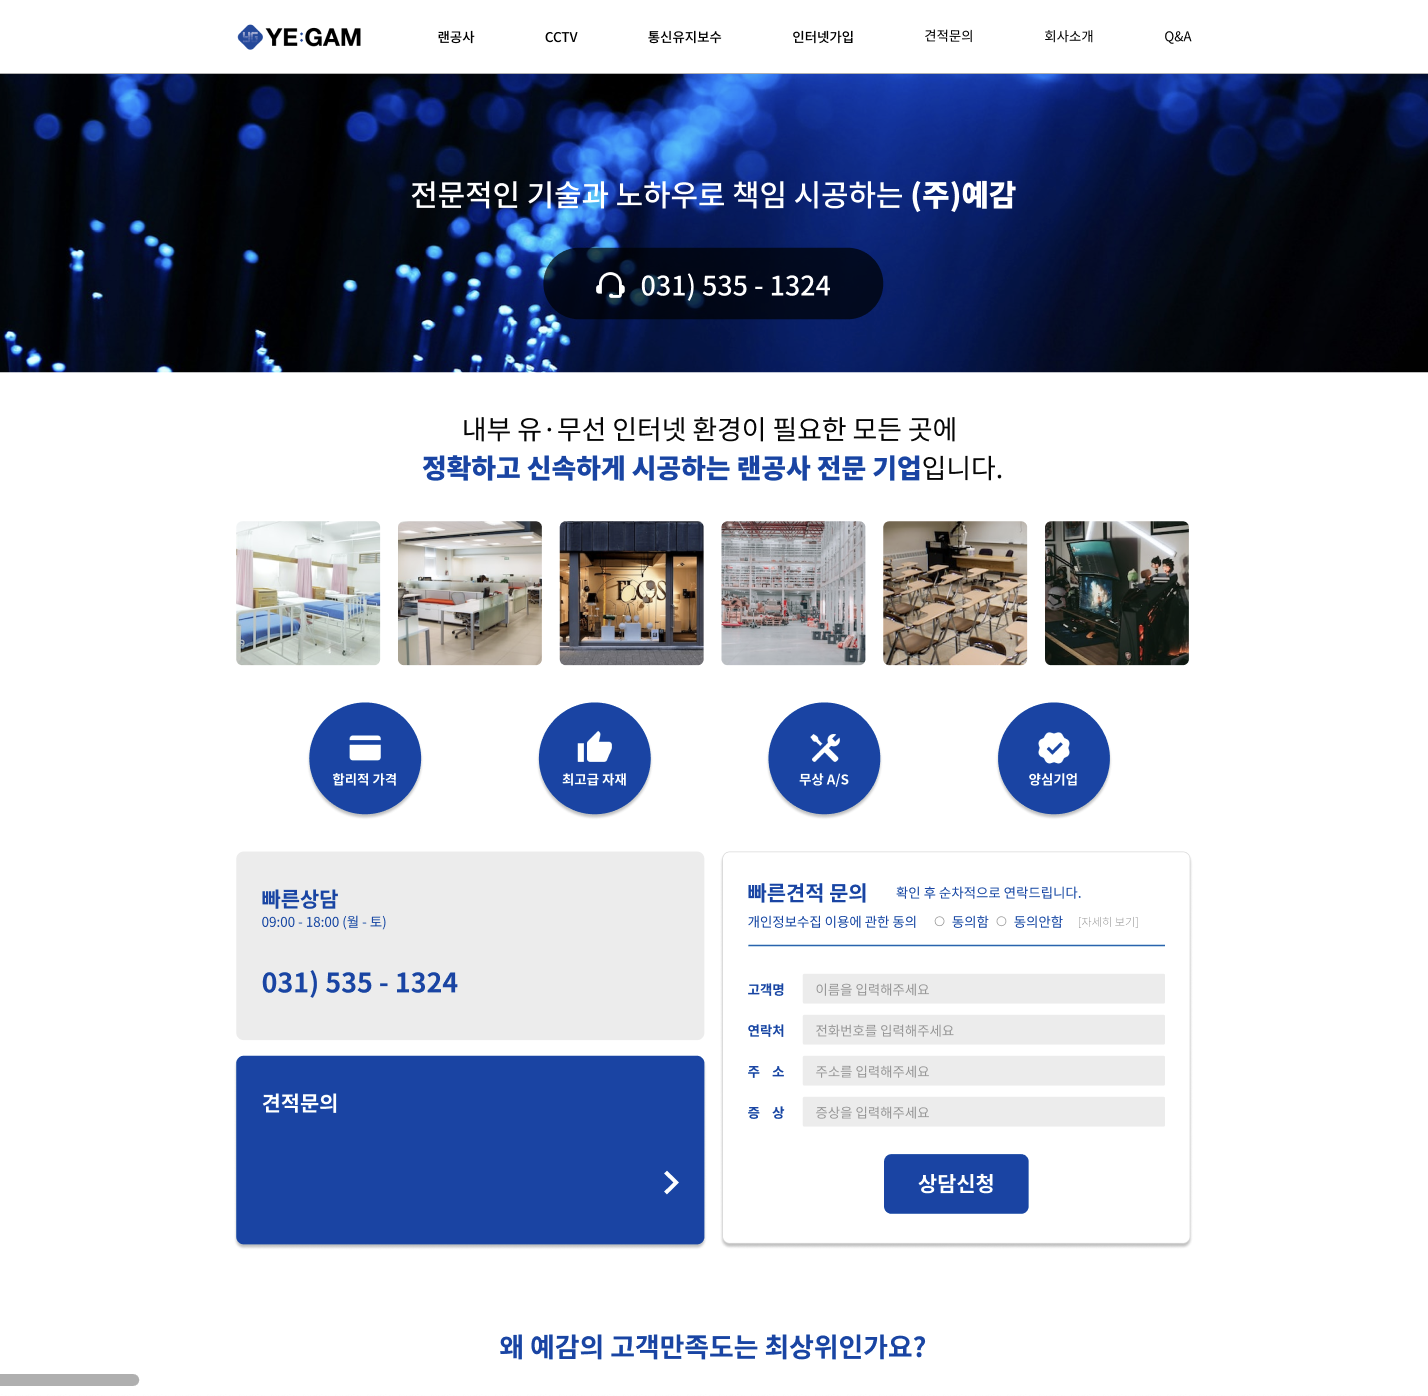 YE:GAM
랜공사 CCTV 통신유지보수 인터넷가입 견적문의 회사소개 Q&A
전문적인 기술과 노하우로 책임 시공하는 (주)예감
031) 535 - 1324
내부 유·무선 인터넷 환경이 필요한 모든 곳에
정확하고 신속하게 시공하는 랜공사 전문 기업입니다.
합리적 가격
최고급 자재
무상 A/S
양심기업
빠른상담
09:00 - 18:00 (월 - 토)
031) 535 - 1324
견적문의
빠른견적 문의 확인 후 순차적으로 연락드립니다.
개인정보수집 이용에 관한 동의 동의함 동의안함 [자세히 보기]
고객명 이름을 입력해주세요
연락처 전화번호를 입력해주세요
주 소 주소를 입력해주세요
증 상 증상을 입력해주세요
상담신청
왜 예감의 고객만족도는 최상위인가요?